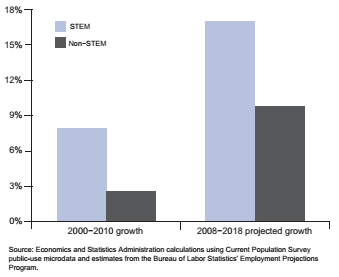 18%
15%
12%
9%
6%
3%
0%
STEM
Non-STEM
2000-2010 growth
2008-2018 projected growth
Source: Economics and Statistics Administration calculations using Current Population Survey
public-use microdata and estimates from the Bureau of Labor Statistics' Employment Projections
Program.